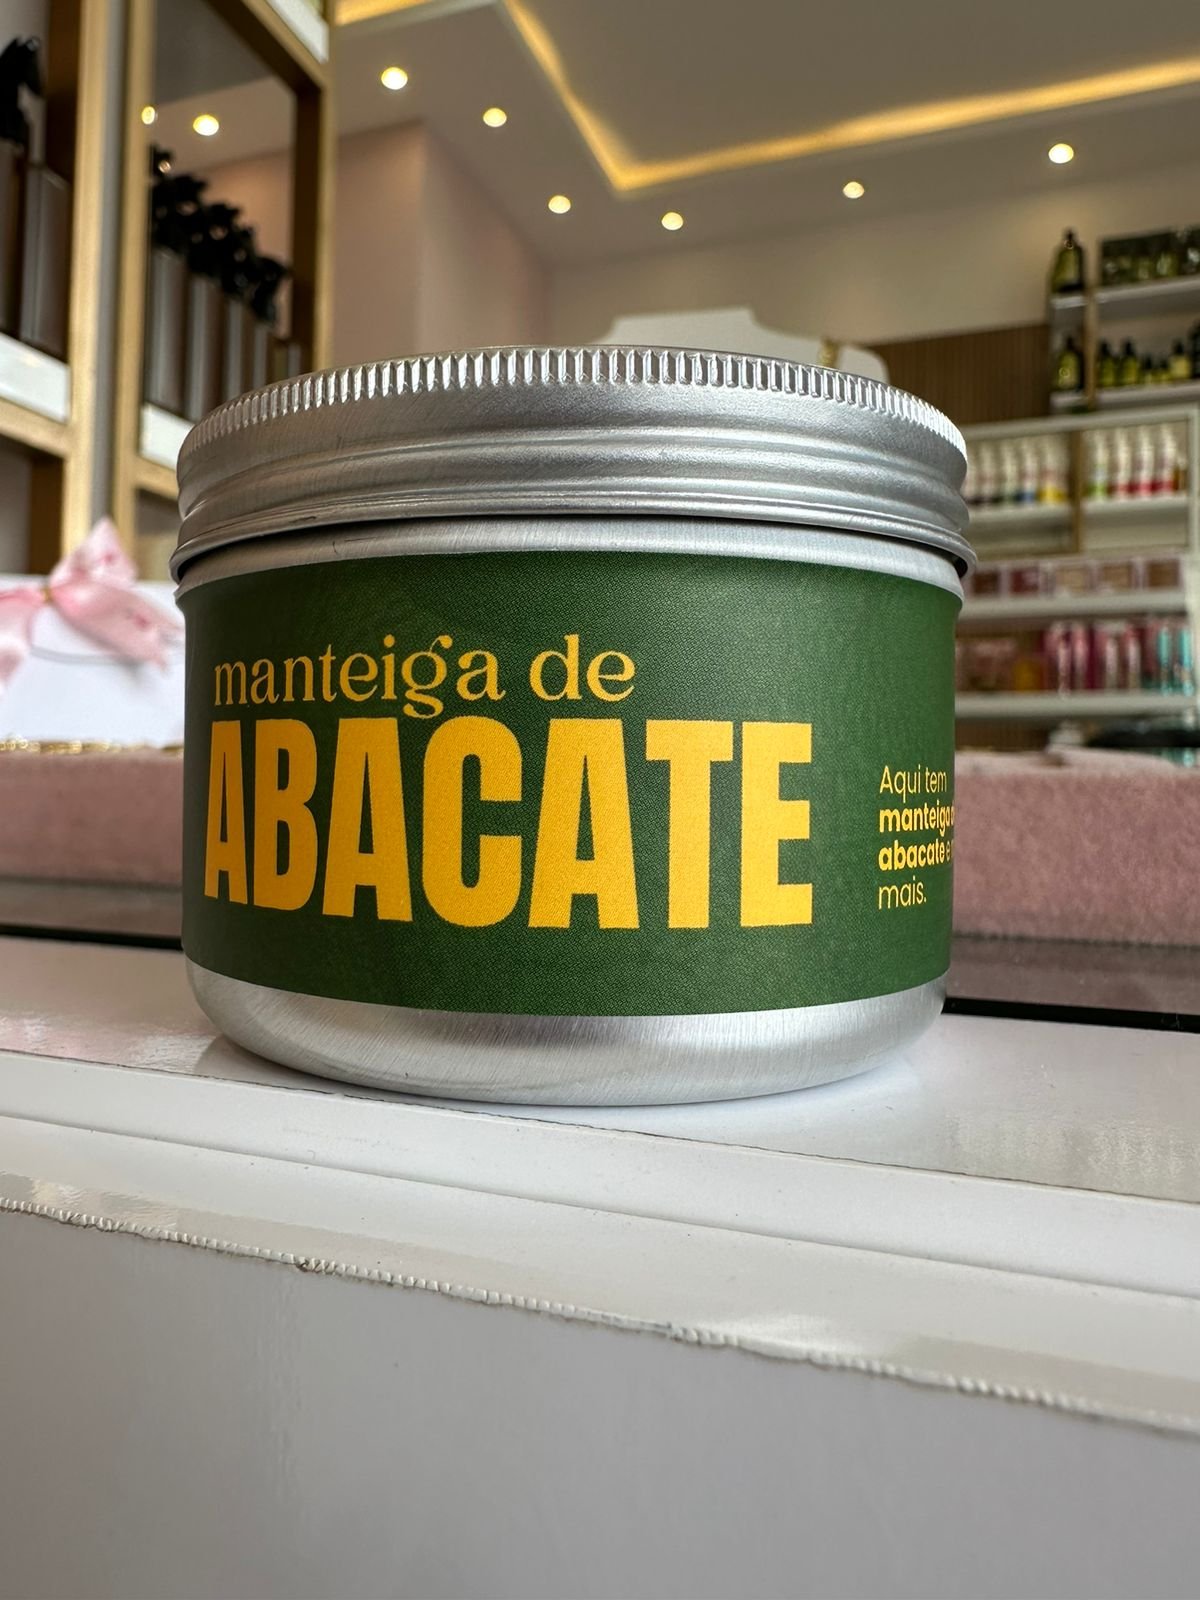 manteiga de
ABACATE
Aqui tem
manteiga
abacate e
mais.